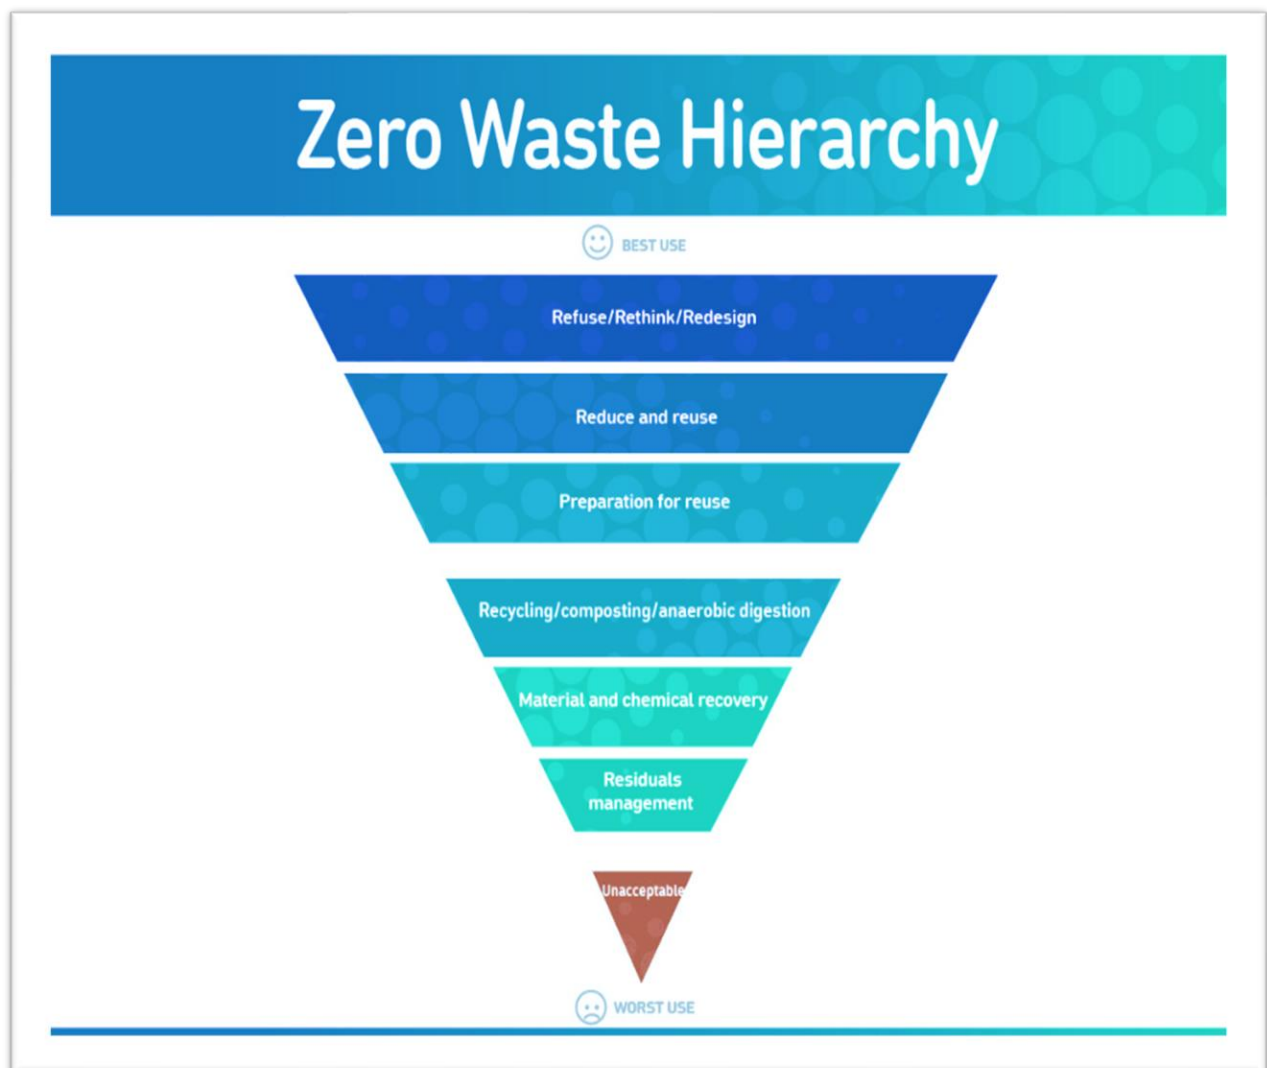 Zero Waste Hierarchy
BEST USE
Refuse/Rethink/Redesign
Reduce and reuse
Preparation for reuse
Recycling/composting/anaerobic digestion
Material and chemical recovery
Residuals
management
Unacceptable
WORST USE